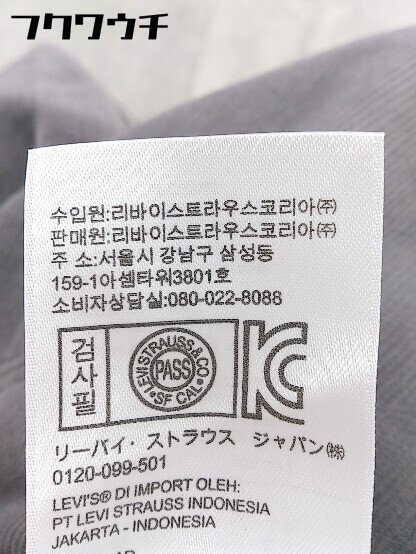 フクワウチ
수입원:리바이스트라우스코리아㈜
판매원:리바이스트라우스코리아㈜
주 소:서울시 강남구 삼성동
159-1아셈타워3801호
소비자상담실:080-022-8088
검사필
LEVI STRAUSS & CO
PASS
SF CAL
リーバイ・ストラウス ジャパン㈱
0120-099-501
LEVI'S® DI IMPORT OLEH:
PT LEVI STRAUSS INDONESIA
JAKARTA - INDONESIA